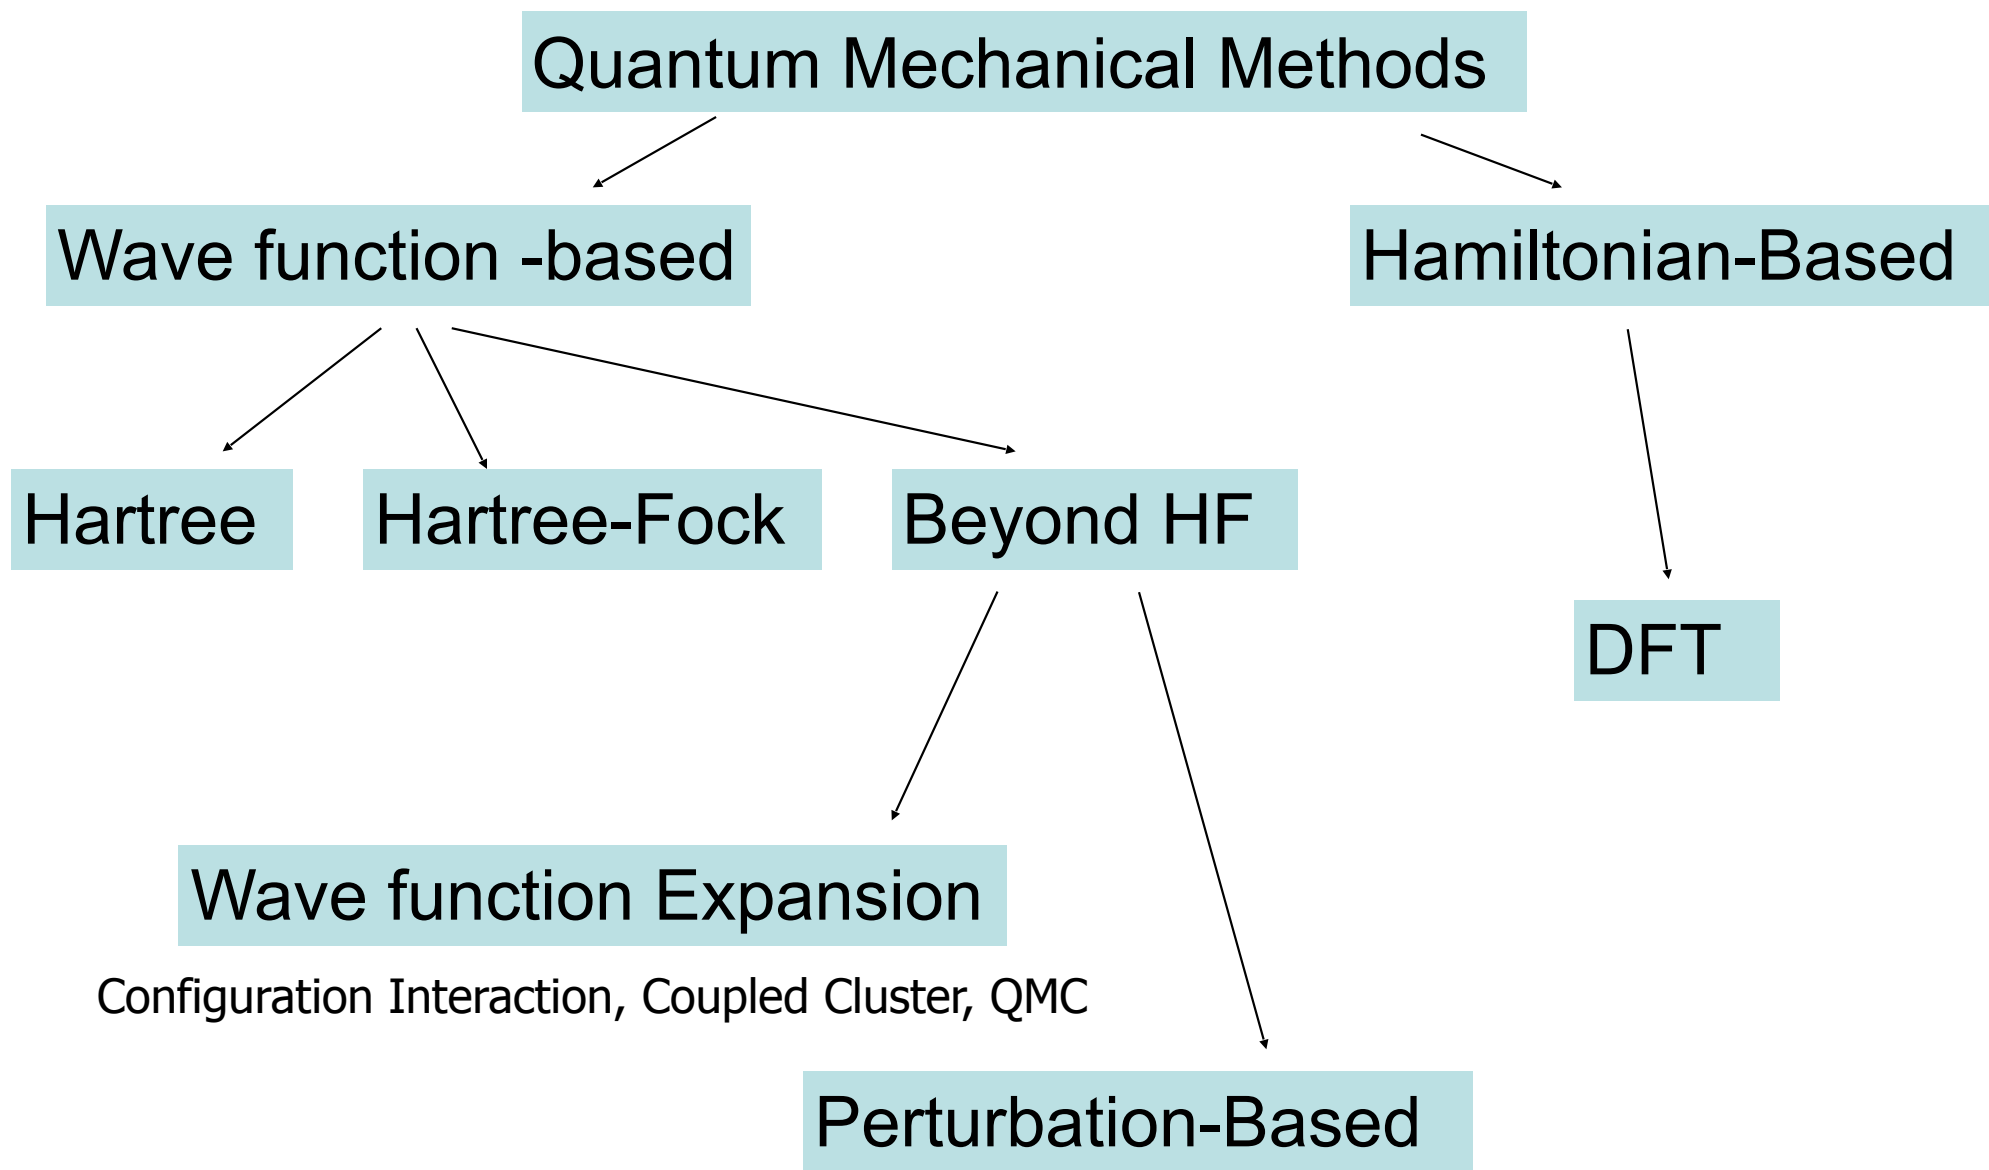 Quantum Mechanical Methods
Wave function -based
Hamiltonian-Based
Hartree
Hartree-Fock
Beyond HF
DFT
Wave function Expansion
Configuration Interaction, Coupled Cluster, QMC
Perturbation-Based